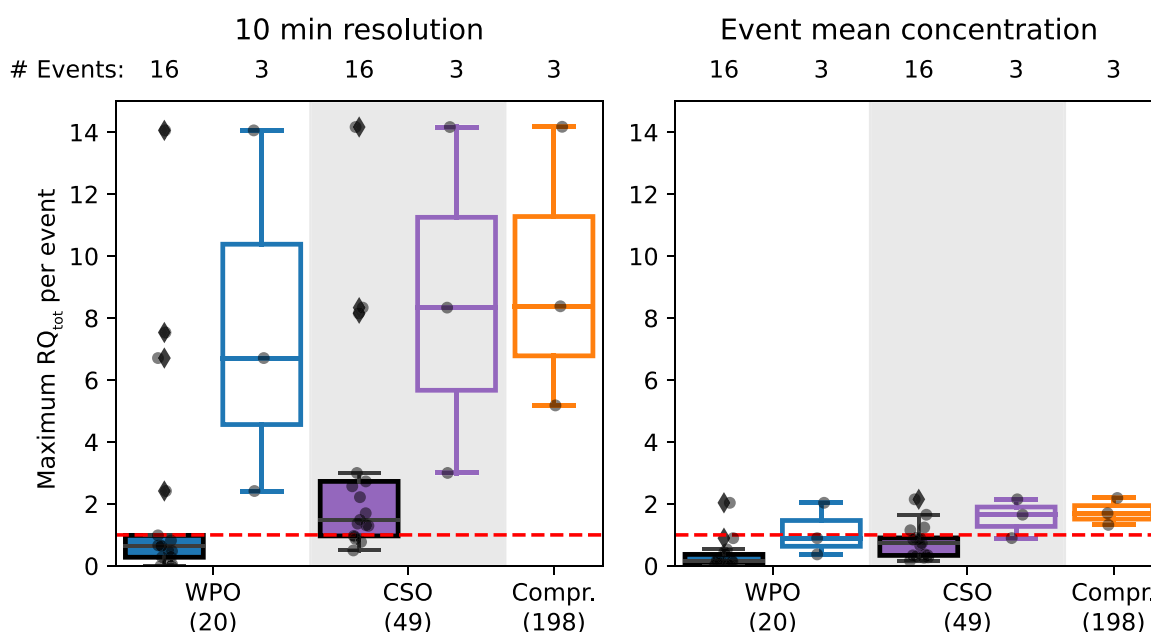 10 min resolution
Event mean concentration
# Events: 16 3 16 3 3
16 3 16 3 3
Maximum RQtot per event
14
12
10
8
6
4
2
0
14
12
10
8
6
4
2
0
WPO
(20)
CSO
(49)
Compr.
(198)
WPO
(20)
CSO
(49)
Compr.
(198)